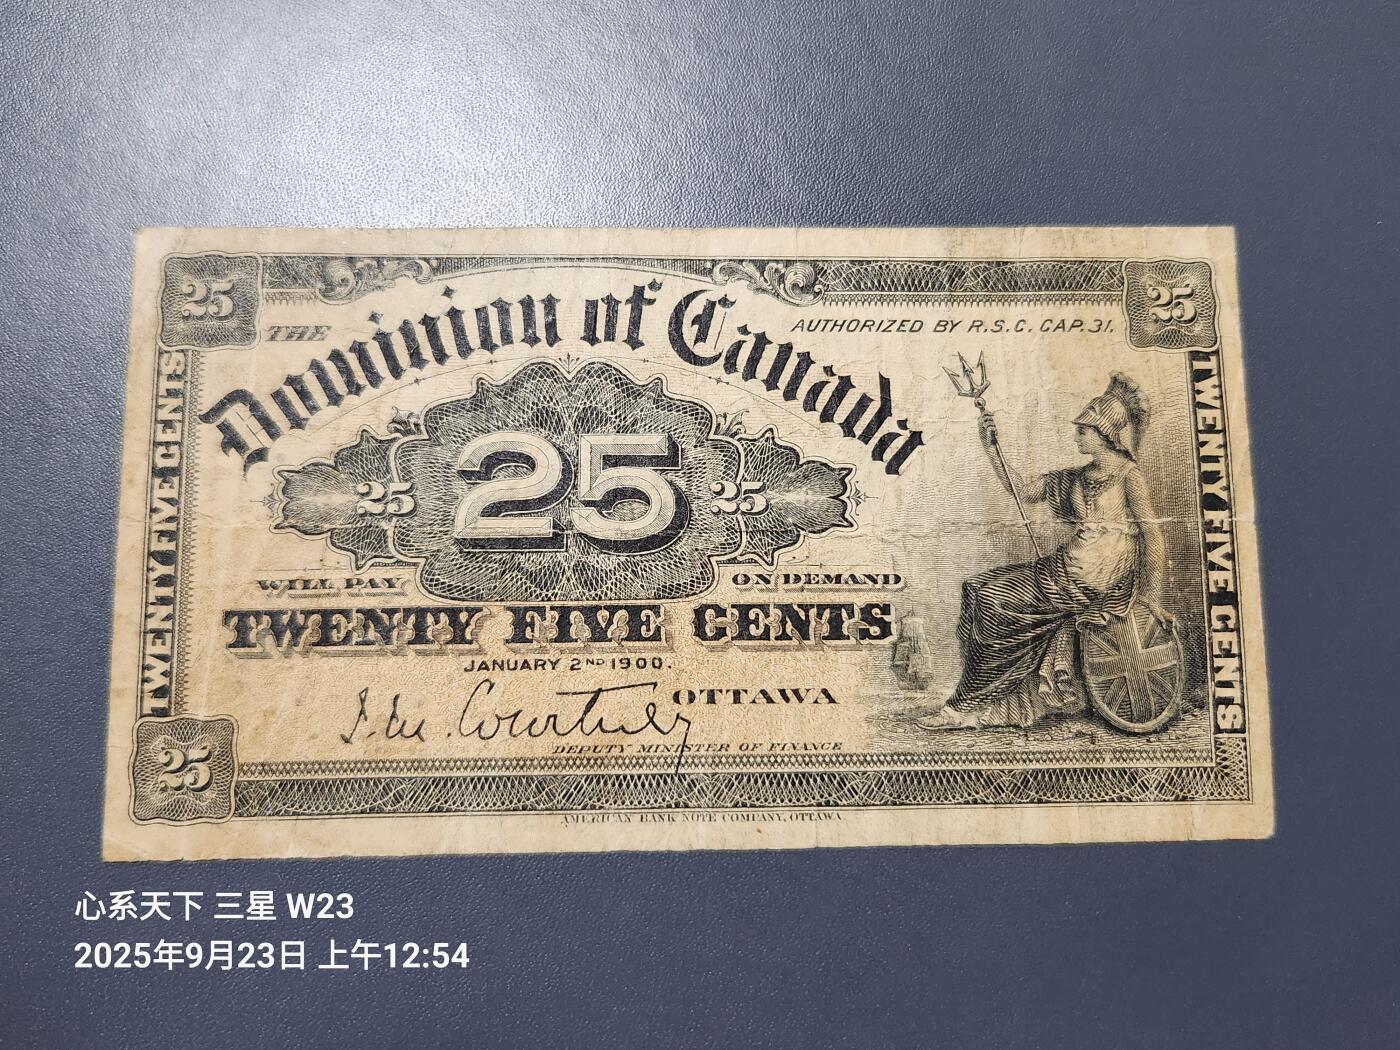 25
25
THE
Dominion of Canada
AUTHORIZED BY R.S.C. CAP.31.
TWENTY FIVE CENTS
25
25
25
TWENTY FIVE CENTS
WILL PAY
ON DEMAND
TWENTY FIVE CENTS
JANUARY 2ND 1900.
J.M. Courtney
OTTAWA
DEPUTY MINISTER OF FINANCE
25
AMERICAN BANK NOTE COMPANY, OTTAWA.
心系天下 三星 W23
2025年9月23日 上午12:54